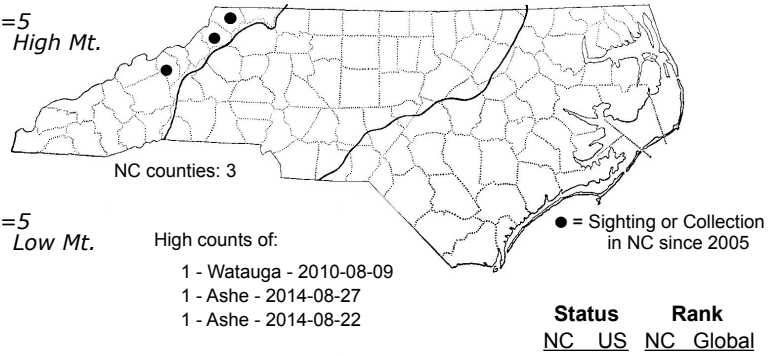 =5
High Mt.
NC counties: 3
=5
Low Mt.
High counts of:
1 - Watauga - 2010-08-09
1 - Ashe - 2014-08-27
1 - Ashe - 2014-08-22
● = Sighting or Collection
in NC since 2005
Status Rank
NC US NC Global